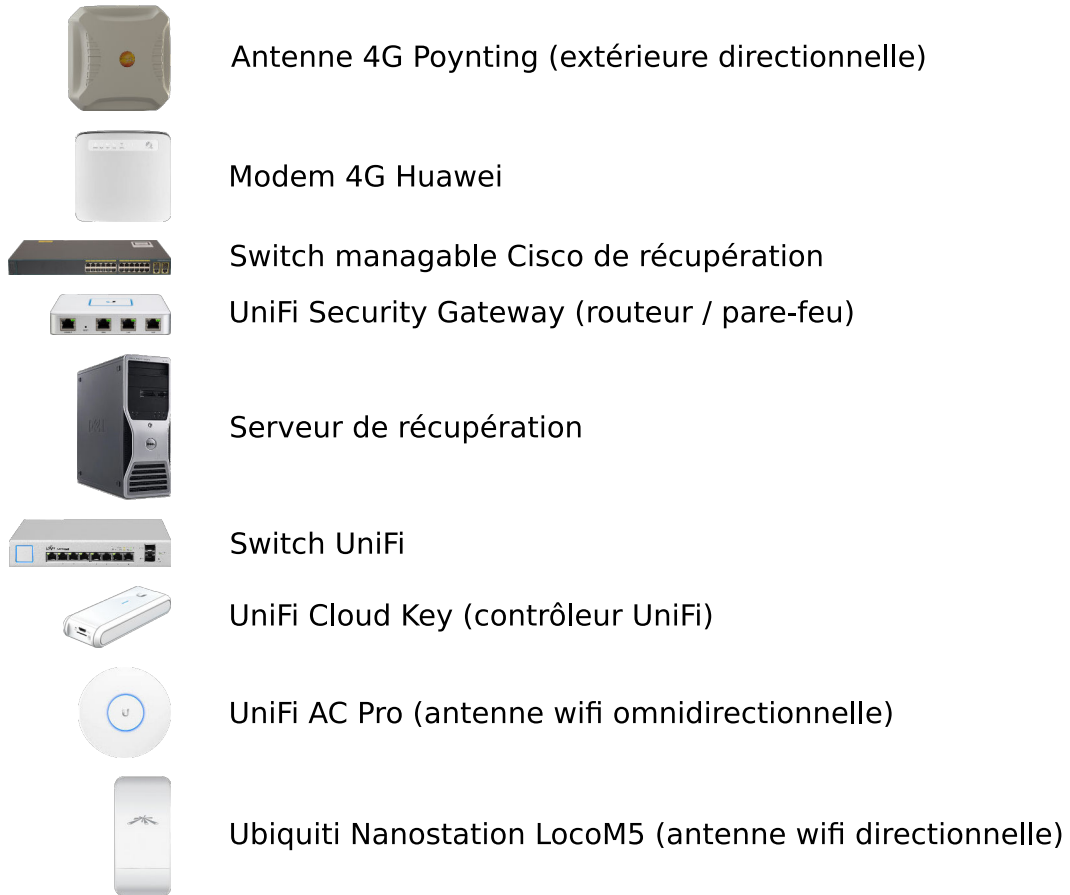 Antenne 4G Poynting (extérieure directionnelle)
Modem 4G Huawei
Switch managable Cisco de récupération
UniFi Security Gateway (routeur / pare-feu)
Serveur de récupération
Switch UniFi
UniFi Cloud Key (contrôleur UniFi)
UniFi AC Pro (antenne wifi omnidirectionnelle)
Ubiquiti Nanostation LocoM5 (antenne wifi directionnelle)